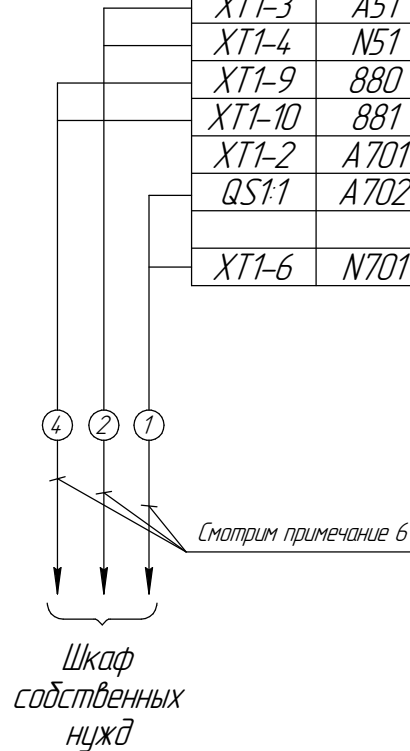 XT1-3 A51
XT1-4 N51
XT1-9 880
XT1-10 881
XT1-2 A701
QS1:1 A702
XT1-6 N701
4 2 1
Смотрим примечание 6
Шкаф
собственных
нужд